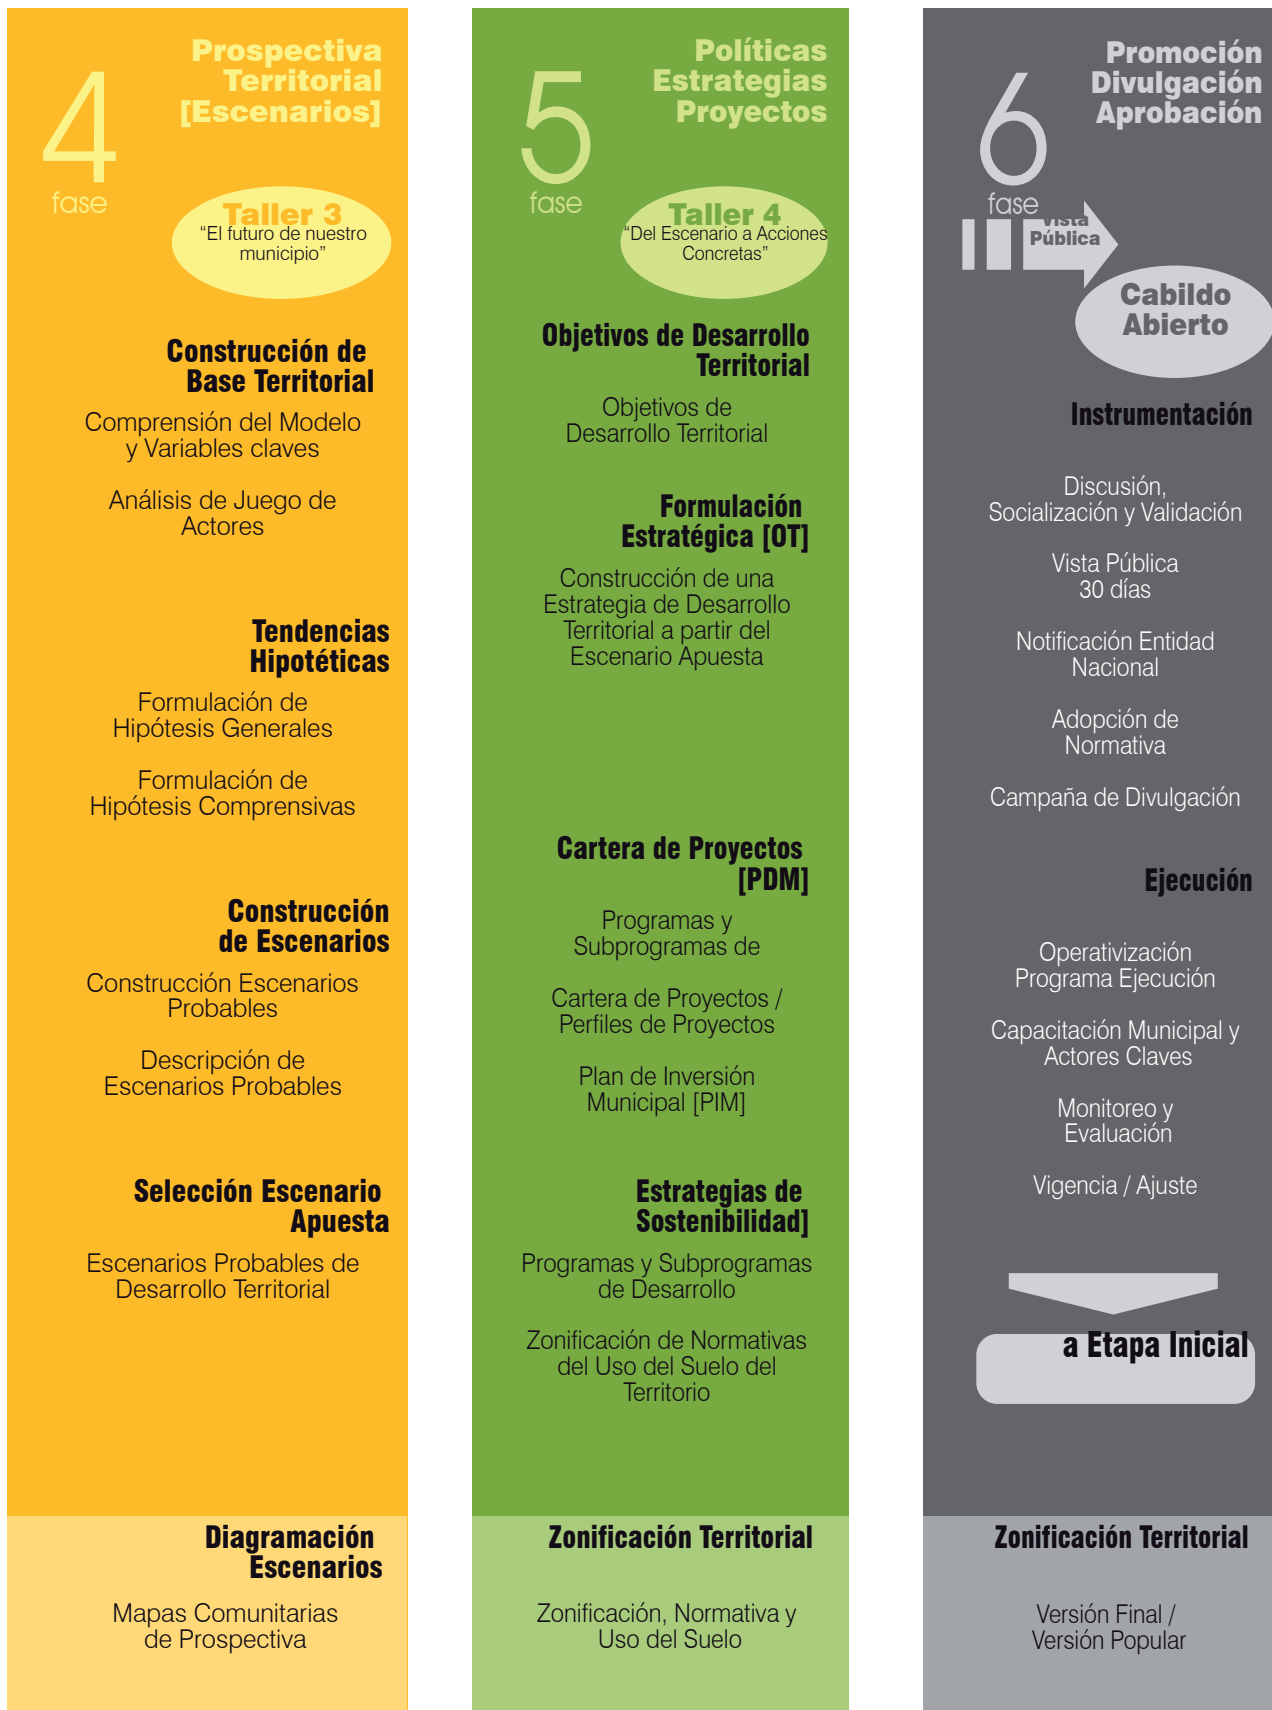 4
fase
Prospectiva
Territorial
[Escenarios]
Taller 3
“El futuro de nuestro
municipio”
Construcción de
Base Territorial
Comprensión del Modelo
y Variables claves
Análisis de Juego de
Actores
Tendencias
Hipotéticas
Formulación de
Hipótesis Generales
Formulación de
Hipótesis Comprensivas
Construcción
de Escenarios
Construcción Escenarios
Probables
Descripción de
Escenarios Probables
Selección Escenario
Apuesta
Escenarios Probables de
Desarrollo Territorial
Diagramación
Escenarios
Mapas Comunitarias
de Prospectiva
5
fase
Políticas
Estrategias
Proyectos
Taller 4
“Del Escenario a Acciones
Concretas”
Objetivos de Desarrollo
Territorial
Objetivos de
Desarrollo Territorial
Formulación
Estratégica [OT]
Construcción de una
Estrategia de Desarrollo
Territorial a partir del
Escenario Apuesta
Cartera de Proyectos
[PDM]
Programas y
Subprogramas de
Cartera de Proyectos /
Perfiles de Proyectos
Plan de Inversión
Municipal [PIM]
Estrategias de
Sostenibilidad]
Programas y Subprogramas
de Desarrollo
Zonificación de Normativas
del Uso del Suelo del
Territorio
Zonificación Territorial
Zonificación, Normativa y
Uso del Suelo
6
fase
Promoción
Divulgación
Aprobación
Vista
Pública
Cabildo
Abierto
Instrumentación
Discusión,
Socialización y Validación
Vista Pública
30 días
Notificación Entidad
Nacional
Adopción de
Normativa
Campaña de Divulgación
Ejecución
Operativización
Programa Ejecución
Capacitación Municipal y
Actores Claves
Monitoreo y
Evaluación
Vigencia / Ajuste
a Etapa Inicial
Zonificación Territorial
Versión Final /
Versión Popular